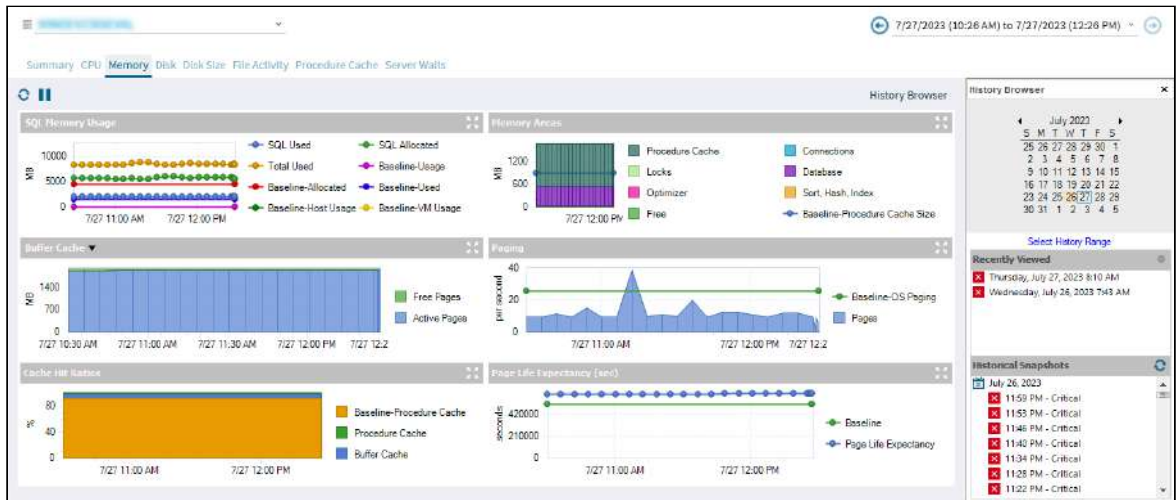 7/27/2023 (10:26 AM) to 7/27/2023 (12:26 PM)
Summary CPU Memory Disk Disk Size File Activity Procedure Cache Server Waits
History Browser
SQL Memory Usage
MB
10000
5000
0
7/27 11:00 AM 7/27 12:00 PM
SQL Used SQL Allocated
Total Used Baseline-Usage
Baseline-Allocated Baseline-Used
Baseline-Host Usage Baseline-VM Usage
Memory Areas
MB
1200
600
0
7/27 12:00 PM
Procedure Cache Connections
Locks Database
Optimizer Sort, Hash, Index
Free Baseline-Procedure Cache Size
Buffer Cache
MB
1400
700
0
7/27 10:30 AM 7/27 11:00 AM 7/27 11:30 AM 7/27 12:00 PM 7/27 12:2
Free Pages
Active Pages
Paging
per second
40
20
0
7/27 11:00 AM 7/27 12:00 PM 7/27 12:2
Baseline-OS Paging
Pages
Cache Hit Ratios
%
80
40
0
7/27 11:00 AM 7/27 12:00 PM
Baseline-Procedure Cache
Procedure Cache
Buffer Cache
Page Life Expectancy (sec)
seconds
420000
210000
0
7/27 11:00 AM 7/27 12:00 PM
Baseline
Page Life Expectancy
History Browser
July 2023
S M T W T F S
25 26 27 28 29 30 1
2 3 4 5 6 7 8
9 10 11 12 13 14 15
16 17 18 19 20 21 22
23 24 25 26 27 28 29
30 31 1 2 3 4 5
Select History Range
Recently Viewed
Thursday, July 27, 2023 8:10 AM
Wednesday, July 26, 2023 7:43 AM
Historical Snapshots
July 26, 2023
11:59 PM - Critical
11:53 PM - Critical
11:46 PM - Critical
11:40 PM - Critical
11:34 PM - Critical
11:28 PM - Critical
11:22 PM - Critical